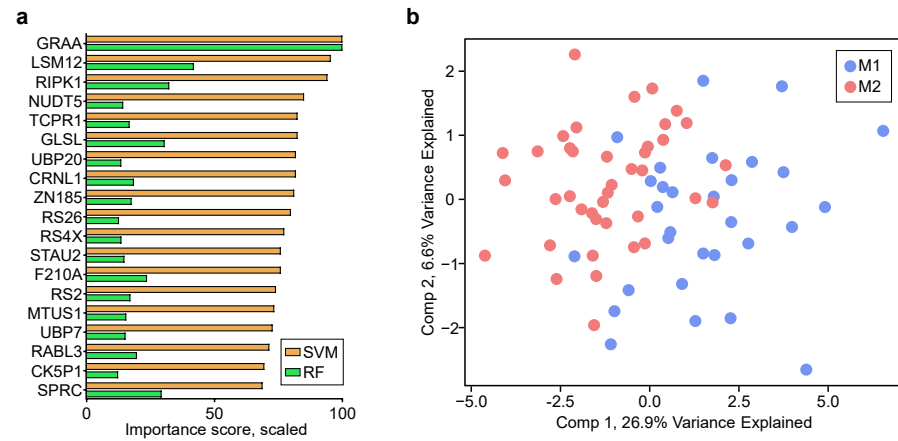 a
GRAA
LSM12
RIPK1
NUDT5
TCPR1
GLSL
UBP20
CRNL1
ZN185
RS26
RS4X
STAU2
F210A
RS2
MTUS1
UBP7
RABL3
CK5P1
SPRC
SVM
RF
0 50 100
Importance score, scaled
b
Comp 2, 6.6% Variance Explained
2
1
0
−1
−2
M1
M2
−5.0 -2.5 0.0 2.5 5.0
Comp 1, 26.9% Variance Explained